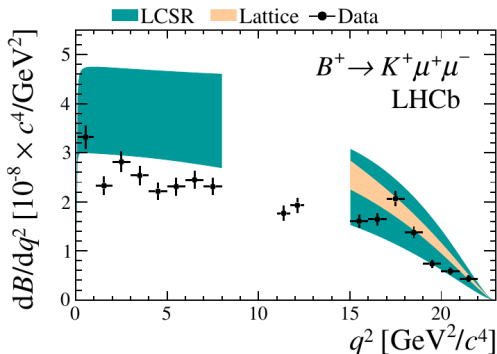 LCSR Lattice Data
B⁺→ K⁺μ⁺μ⁻
LHCb
dB/dq² [10⁻⁸ × c⁴/GeV²]
5
4
3
2
1
0
0 5 10 15 20
q² [GeV²/c⁴]